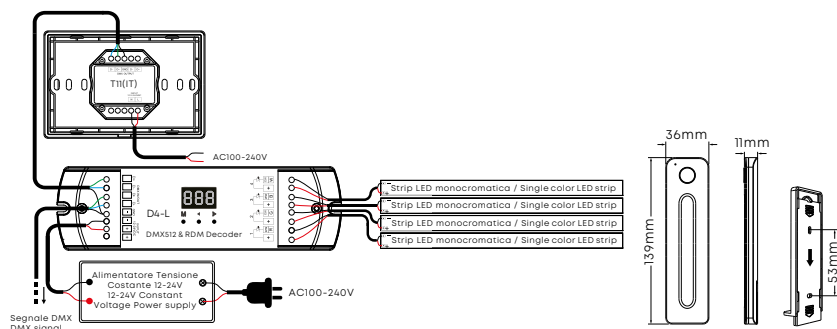 T11(IT)
AC100-240V
36mm
11mm
139mm
53mm
888
D4-L
M
DMX512 & RDM Decoder
Strip LED monocromatica / Single color LED strip
Strip LED monocromatica / Single color LED strip
Strip LED monocromatica / Single color LED strip
Strip LED monocromatica / Single color LED strip
Alimentatore Tensione
Costante 12-24V
12-24V Constant
Voltage Power supply
AC100-240V
Segnale DMX
DMX signal